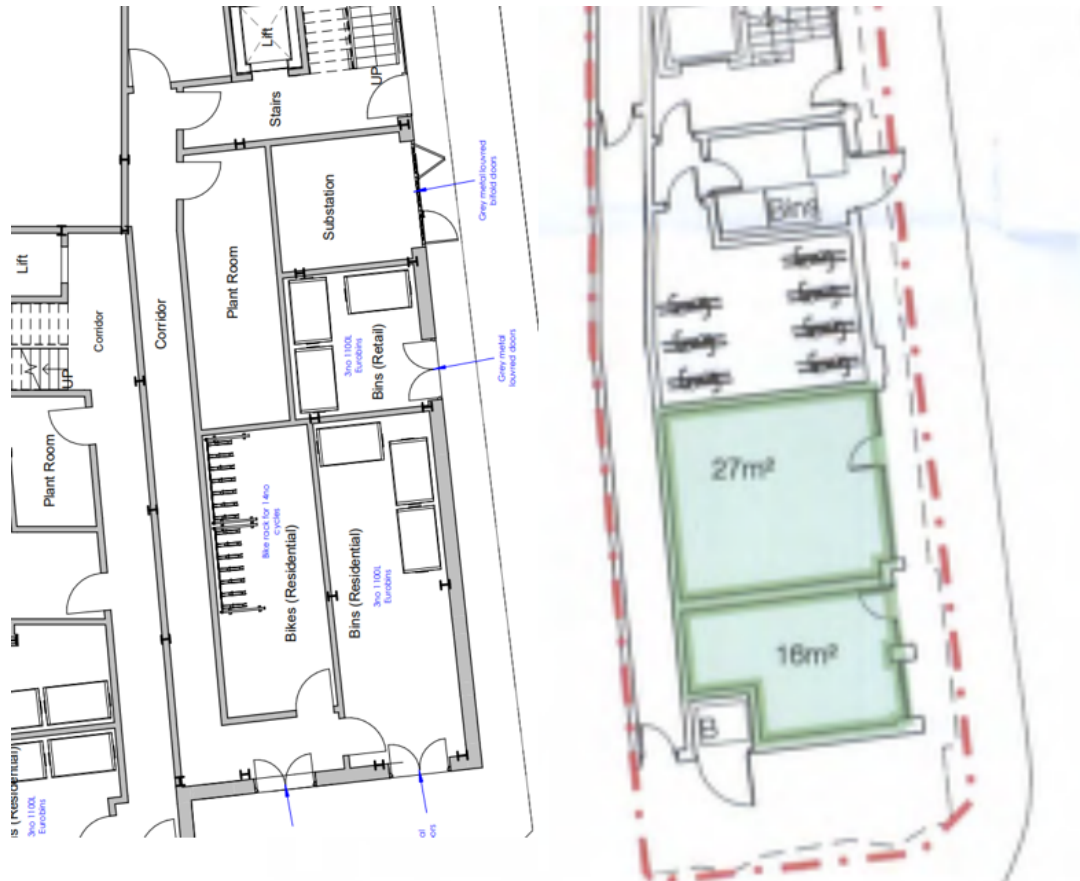 Lift
UP
Stairs
Grey metal louvred
bifold doors
Substation
Lift
Plant Room
Corridor
Corridor
UP
3no 1100L
Eurobins
Bins (Retail)
Grey metal
louvred doors
Plant Room
Bike rack for 14no
cycles
Bikes (Residential)
Bins (Residential)
3no 1100L
Eurobins
3no 1100L
Eurobins
Bins
27m²
16m²
B